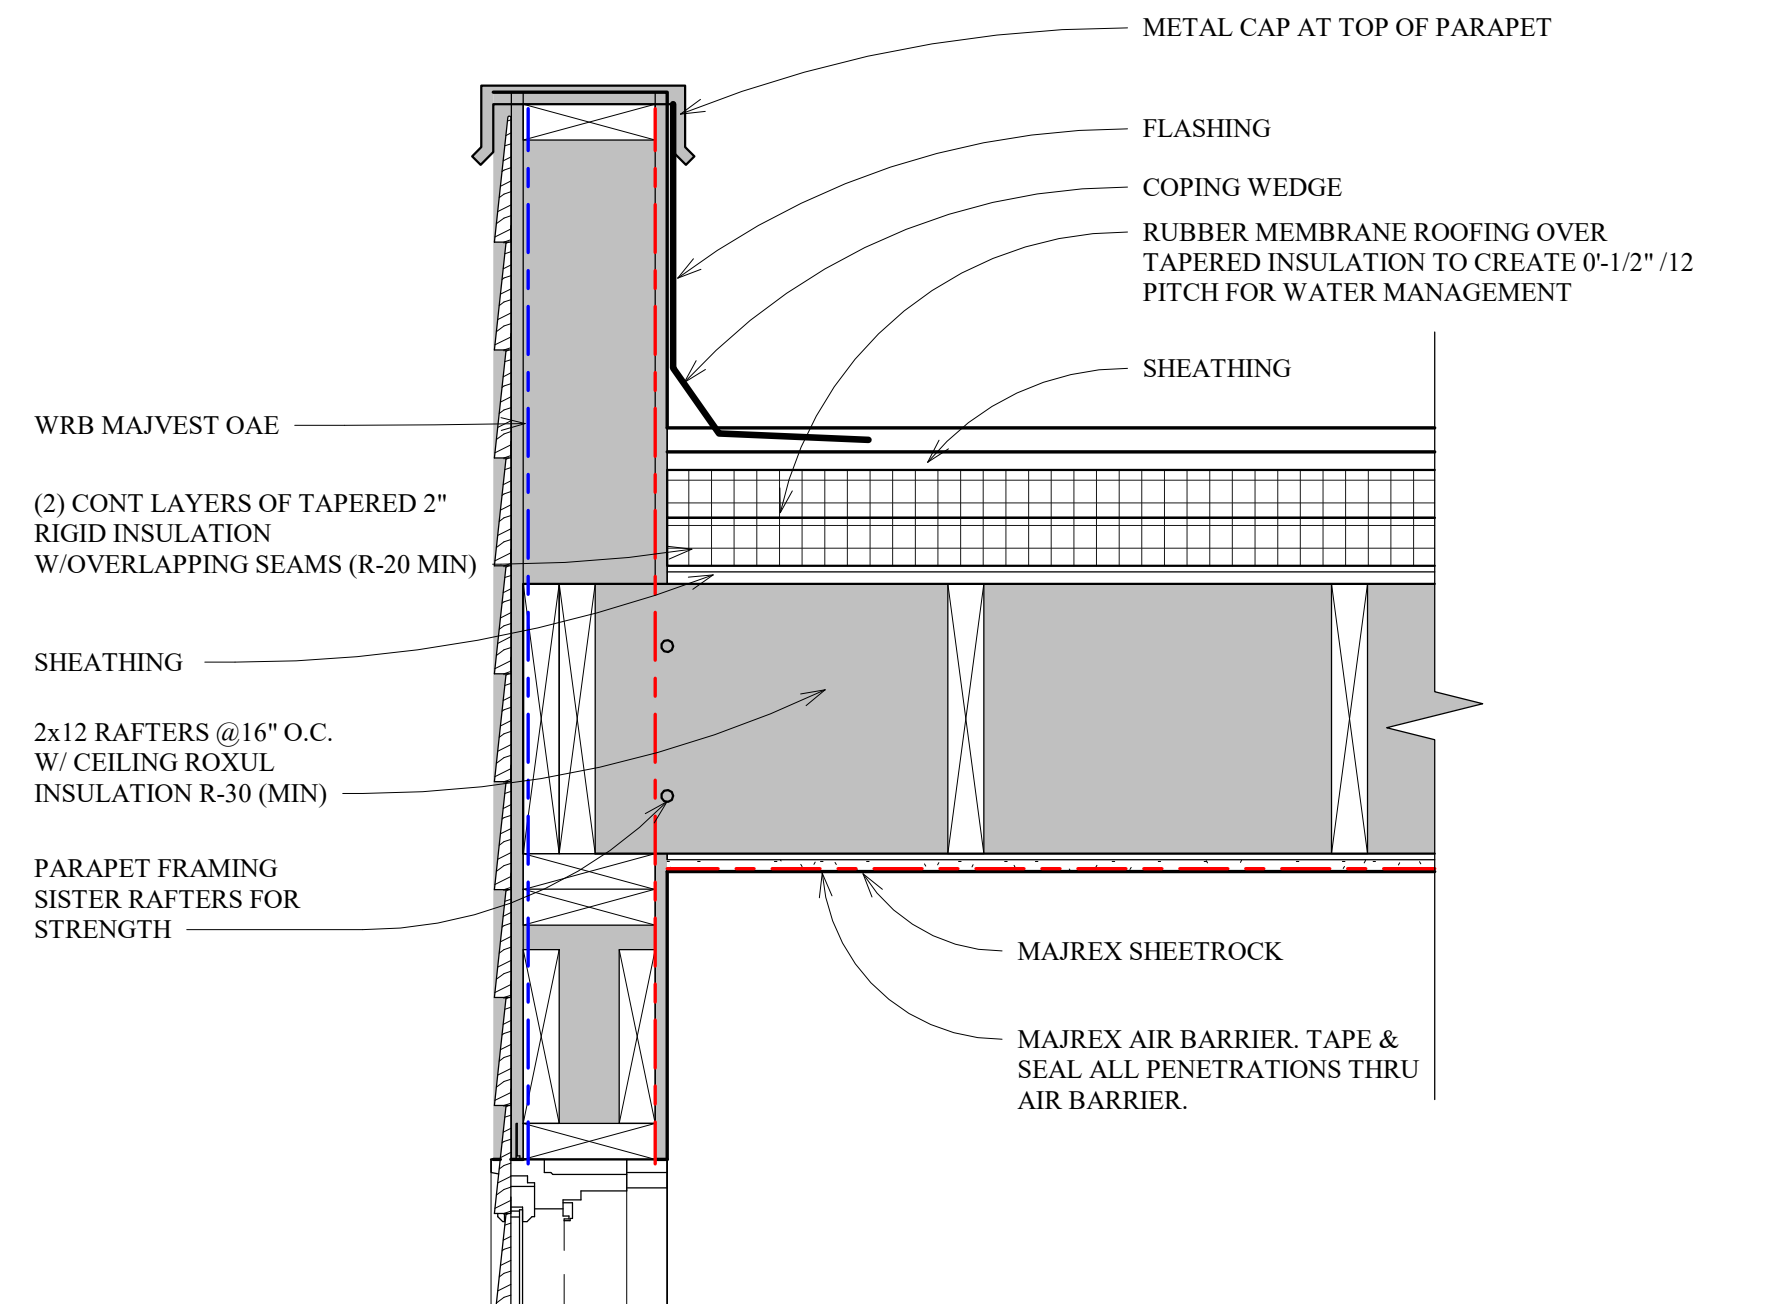 METAL CAP AT TOP OF PARAPET
FLASHING
COPING WEDGE
RUBBER MEMBRANE ROOFING OVER
TAPERED INSULATION TO CREATE 0'-1/2" /12
PITCH FOR WATER MANAGEMENT
SHEATHING
WRB MAJVEST OAE
(2) CONT LAYERS OF TAPERED 2"
RIGID INSULATION
W/OVERLAPPING SEAMS (R-20 MIN)
SHEATHING
2x12 RAFTERS @16" O.C.
W/ CEILING ROXUL
INSULATION R-30 (MIN)
PARAPET FRAMING
SISTER RAFTERS FOR
STRENGTH
MAJREX SHEETROCK
MAJREX AIR BARRIER. TAPE &
SEAL ALL PENETRATIONS THRU
AIR BARRIER.